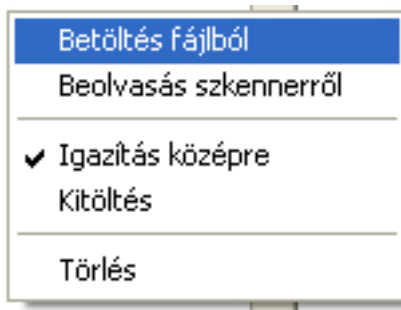 Betöltés fájlból
Beolvasás szkennerről
Igazítás középre
Kitöltés
Törlés